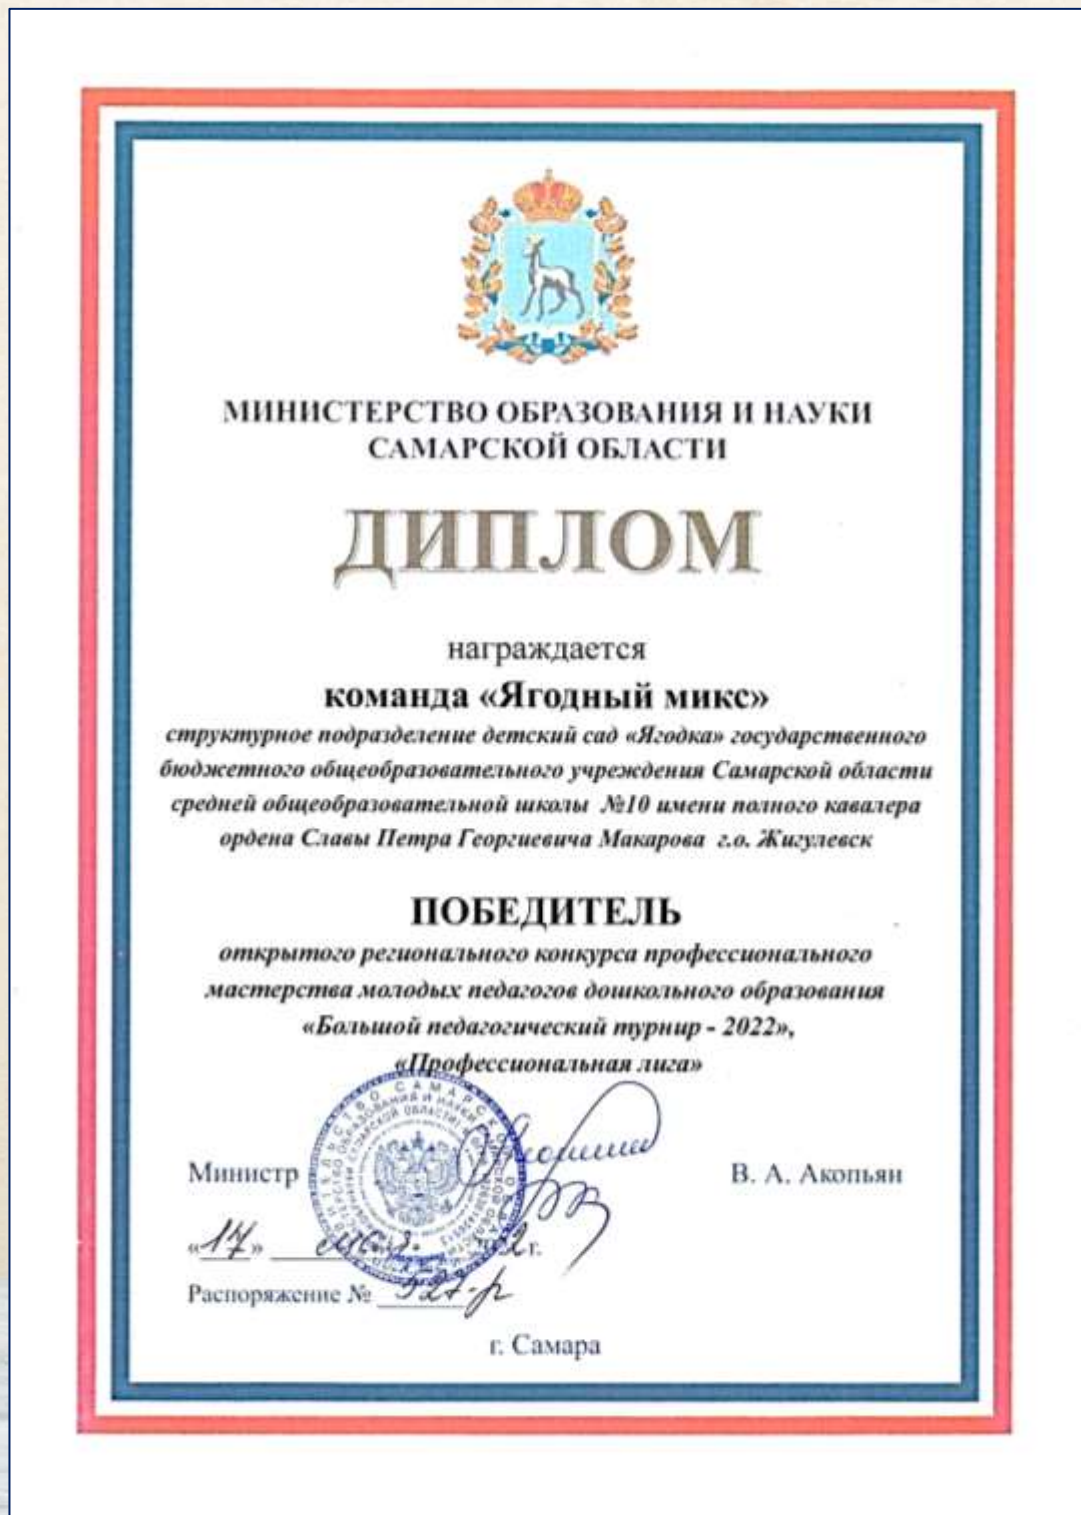 МИНИСТЕРСТВО ОБРАЗОВАНИЯ И НАУКИ
САМАРСКОЙ ОБЛАСТИ
ДИПЛОМ
награждается
команда «Ягодный микс»
структурное подразделение детский сад «Ягодка» государственного
бюджетного общеобразовательного учреждения Самарской области
средней общеобразовательной школы №10 имени полного кавалера
ордена Славы Петра Георгиевича Макарова г.о. Жигулевск
ПОБЕДИТЕЛЬ
открытого регионального конкурса профессионального
мастерства молодых педагогов дошкольного образования
«Большой педагогический турнир - 2022»,
«Профессиональная лига»
Министр В. А. Акопьян
«17» г.
Распоряжение № 527-р
г. Самара